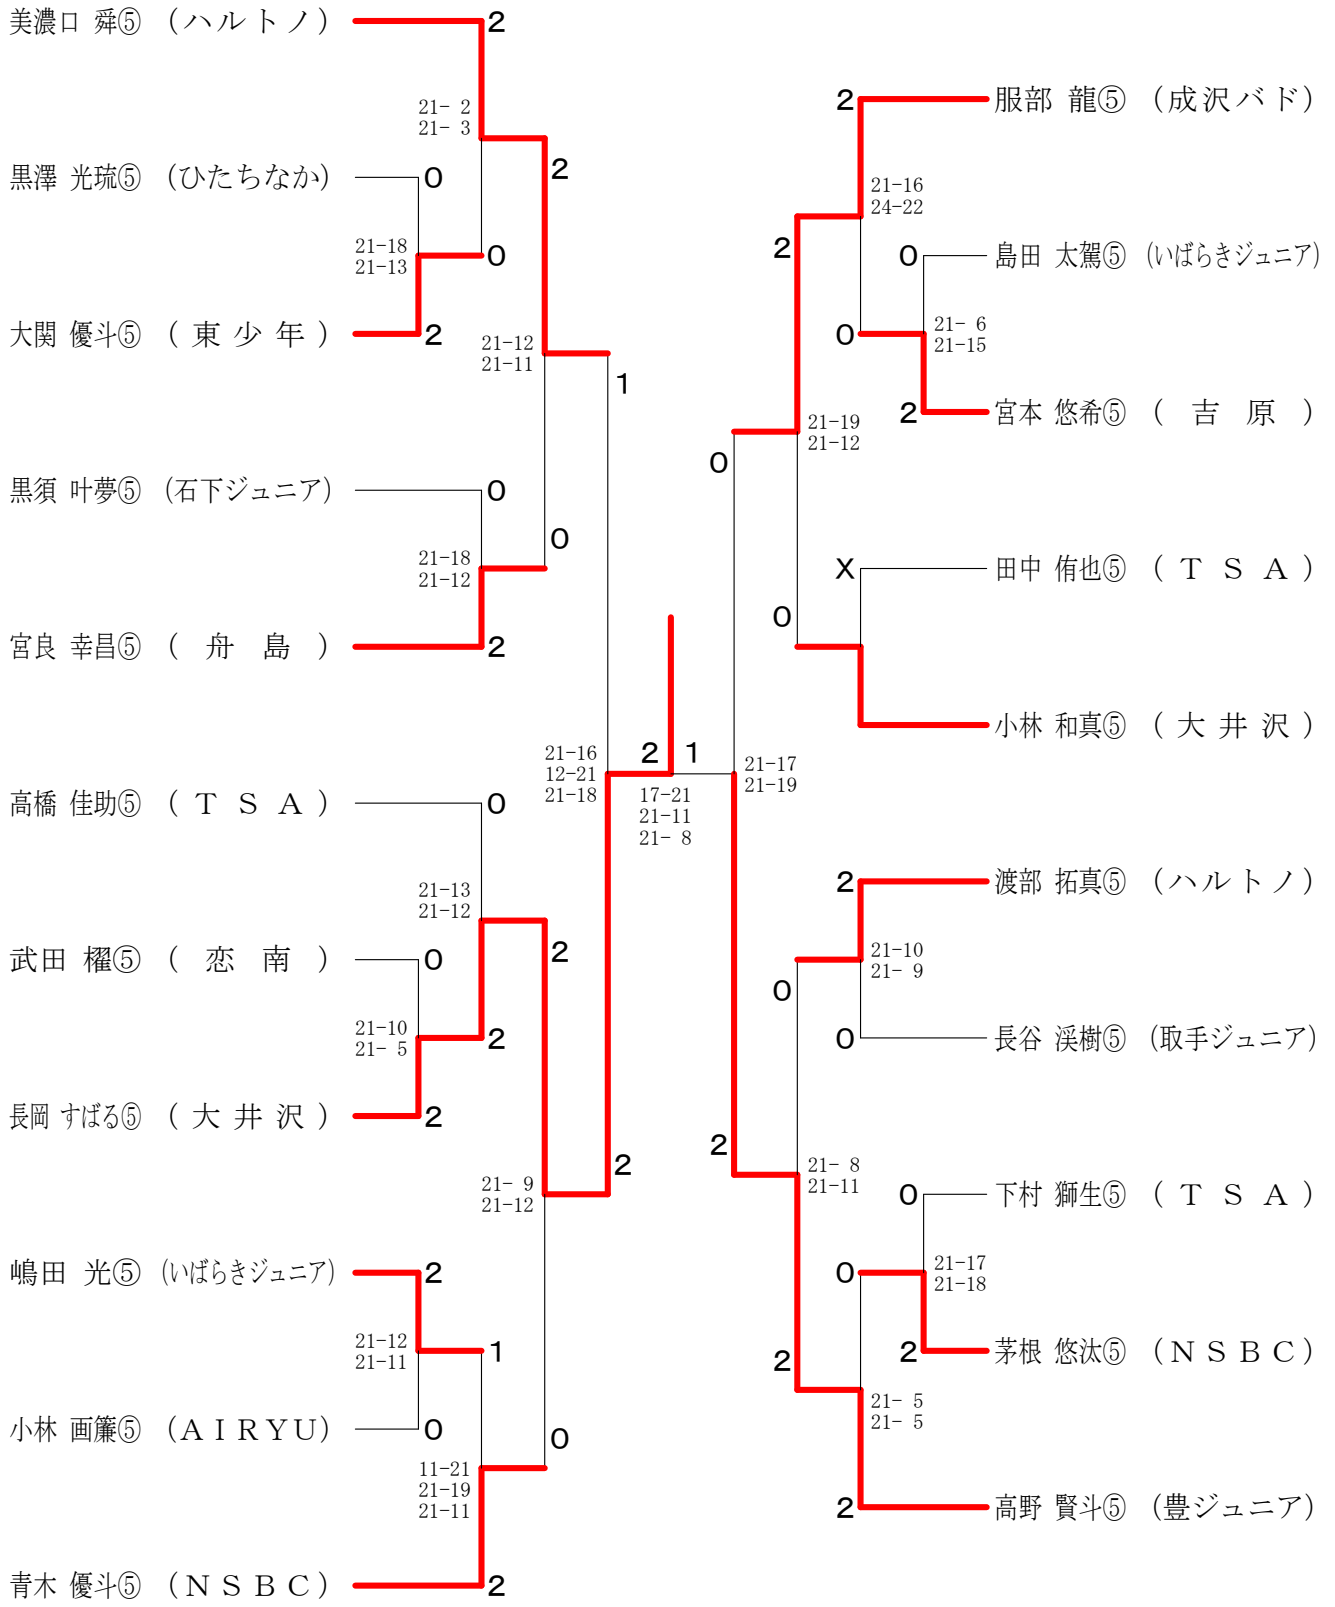 美濃口 舜⑤ (ハルトノ) 2
21- 2
21- 3
黒澤 光琉⑤ (ひたちなか) 0
2
21-18
21-13
0
大関 優斗⑤ (東少年) 2
21-12
21-11
1
黒須 叶夢⑤ (石下ジュニア) 0
0
21-18
21-12
宮良 幸昌⑤ (舟島) 2
21-16
12-21
21-18
高橋 佳助⑤ (TSA) 0
21-13
21-12
武田 櫂⑤ (恋南) 0
2
21-10
21- 5
2
長岡 すばる⑤ (大井沢) 2
2
21- 9
21-12
嶋田 光⑤ (いばらきジュニア) 2
21-12
21-11
1
小林 画簾⑤ (AIRYU) 0
0
11-21
21-19
21-11
青木 優斗⑤ (NSBC) 2
2 1
17-21
21-11
21- 8
2 服部 龍⑤ (成沢バド)
21-16
24-22
2
0 島田 太駕⑤ (いばらきジュニア)
0
21- 6
21-15
2 宮本 悠希⑤ (吉原)
21-19
21-12
0
X 田中 侑也⑤ (TSA)
0
小林 和真⑤ (大井沢)
21-17
21-19
2 渡部 拓真⑤ (ハルトノ)
21-10
21- 9
0
0 長谷 渓樹⑤ (取手ジュニア)
2
21- 8
21-11
0 下村 獅生⑤ (TSA)
0
21-17
21-18
2 茅根 悠汰⑤ (NSBC)
2
21- 5
21- 5
2 高野 賢斗⑤ (豊ジュニア)